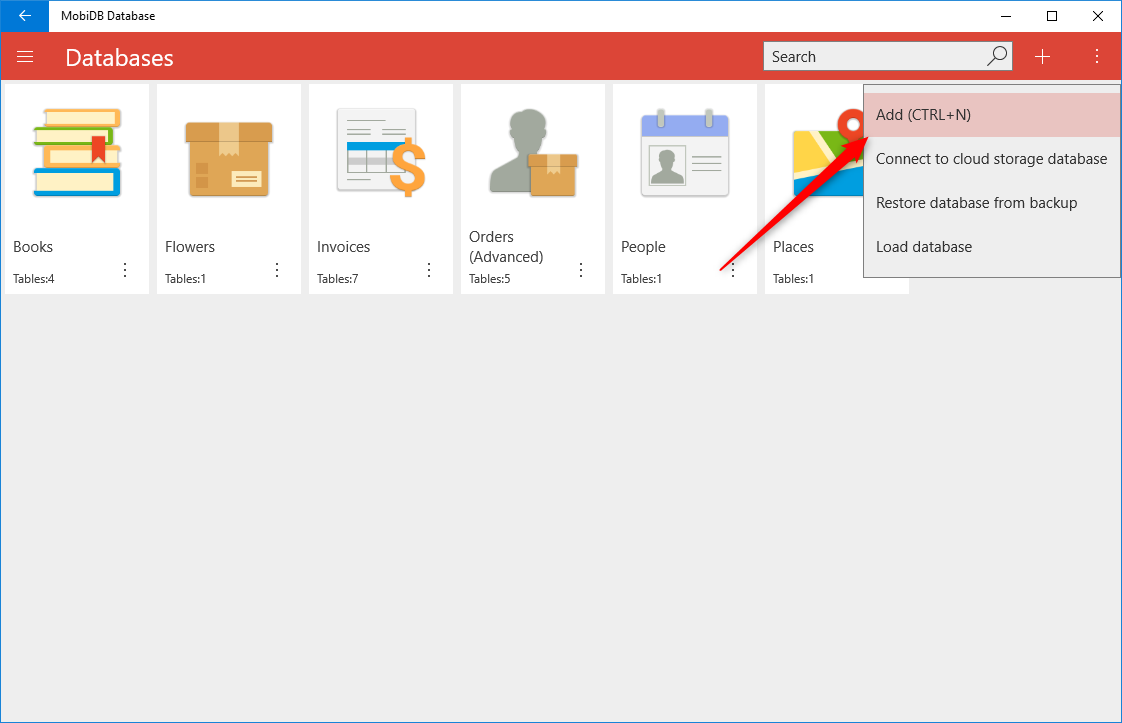 MobiDB Database
Databases
Search
Add (CTRL+N)
Connect to cloud storage database
Restore database from backup
Load database
Books
Tables:4
Flowers
Tables:1
Invoices
Tables:7
Orders
(Advanced)
Tables:5
People
Tables:1
Places
Tables:1